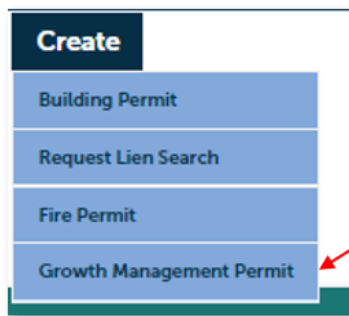 Create
Building Permit
Request Lien Search
Fire Permit
Growth Management Permit